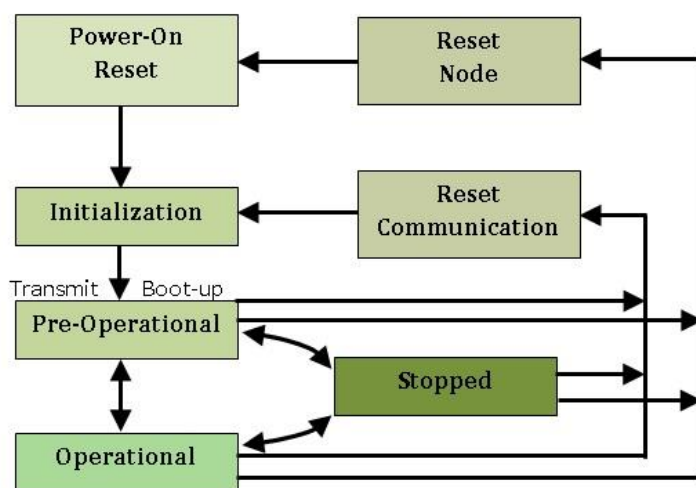 Power-On
Reset
Reset
Node
Initialization
Reset
Communication
Transmit Boot-up
Pre-Operational
Stopped
Operational